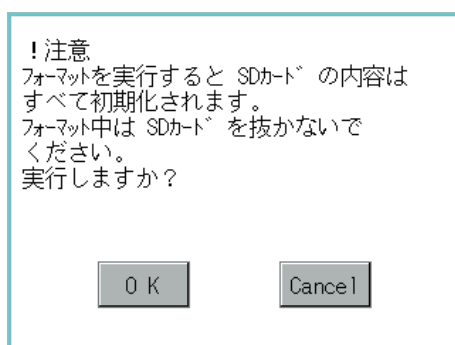 ！注意
ﾌｫｰﾏｯﾄを実行すると SDｶｰﾄﾞ の内容は
すべて初期化されます。
ﾌｫｰﾏｯﾄ中は SDｶｰﾄﾞ を抜かないで
ください。
実行しますか？
OK Cancel